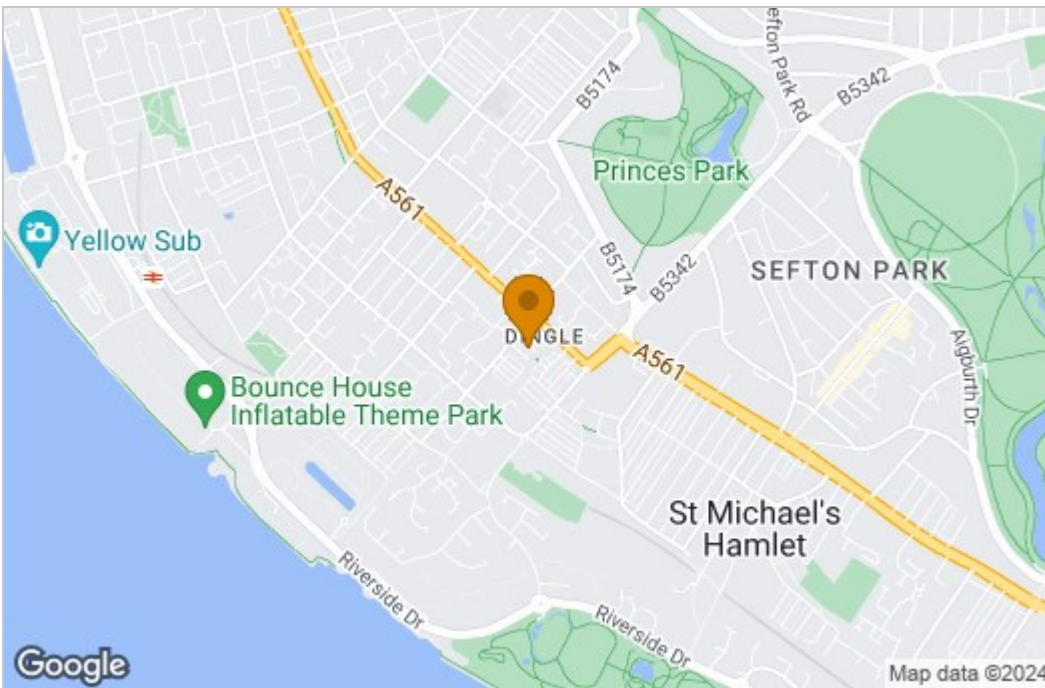 B5174
efton Park Rd
B5342
Princes Park
A561
Yellow Sub
B5174
B5342
SEFTON PARK
DINGLE
A561
Aigburth Dr
Bounce House
Inflatable Theme Park
St Michael's
Hamlet
Riverside Dr
Riverside Dr
Google
Map data ©2024